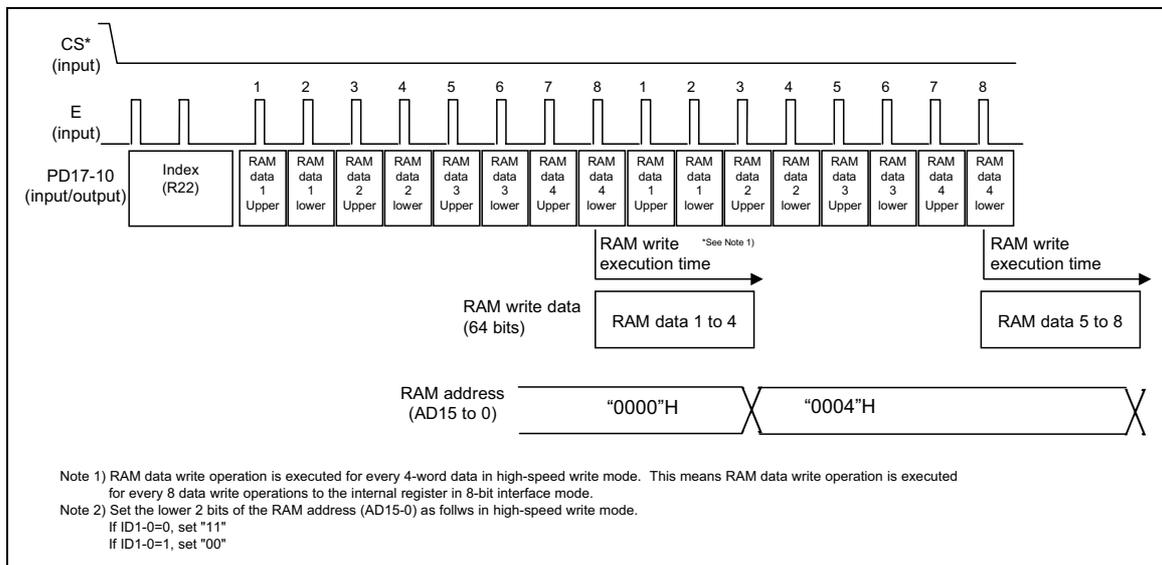 CS*
(input)
1 2 3 4 5 6 7 8 1 2 3 4 5 6 7 8
E
(input)
PD17-10
(input/output)
Index
(R22)
RAM data 1 Upper
RAM data 1 lower
RAM data 2 Upper
RAM data 2 lower
RAM data 3 Upper
RAM data 3 lower
RAM data 4 Upper
RAM data 4 lower
RAM data 1 Upper
RAM data 1 lower
RAM data 2 Upper
RAM data 2 lower
RAM data 3 Upper
RAM data 3 lower
RAM data 4 Upper
RAM data 4 lower
RAM write *See Note 1)
execution time
RAM write
execution time
RAM write data
(64 bits)
RAM data 1 to 4
RAM data 5 to 8
RAM address
(AD15 to 0)
“0000”H
“0004”H
Note 1) RAM data write operation is executed for every 4-word data in high-speed write mode. This means RAM data write operation is executed
for every 8 data write operations to the internal register in 8-bit interface mode.
Note 2) Set the lower 2 bits of the RAM address (AD15-0) as follws in high-speed write mode.
If ID1-0=0, set "11"
If ID1-0=1, set "00"